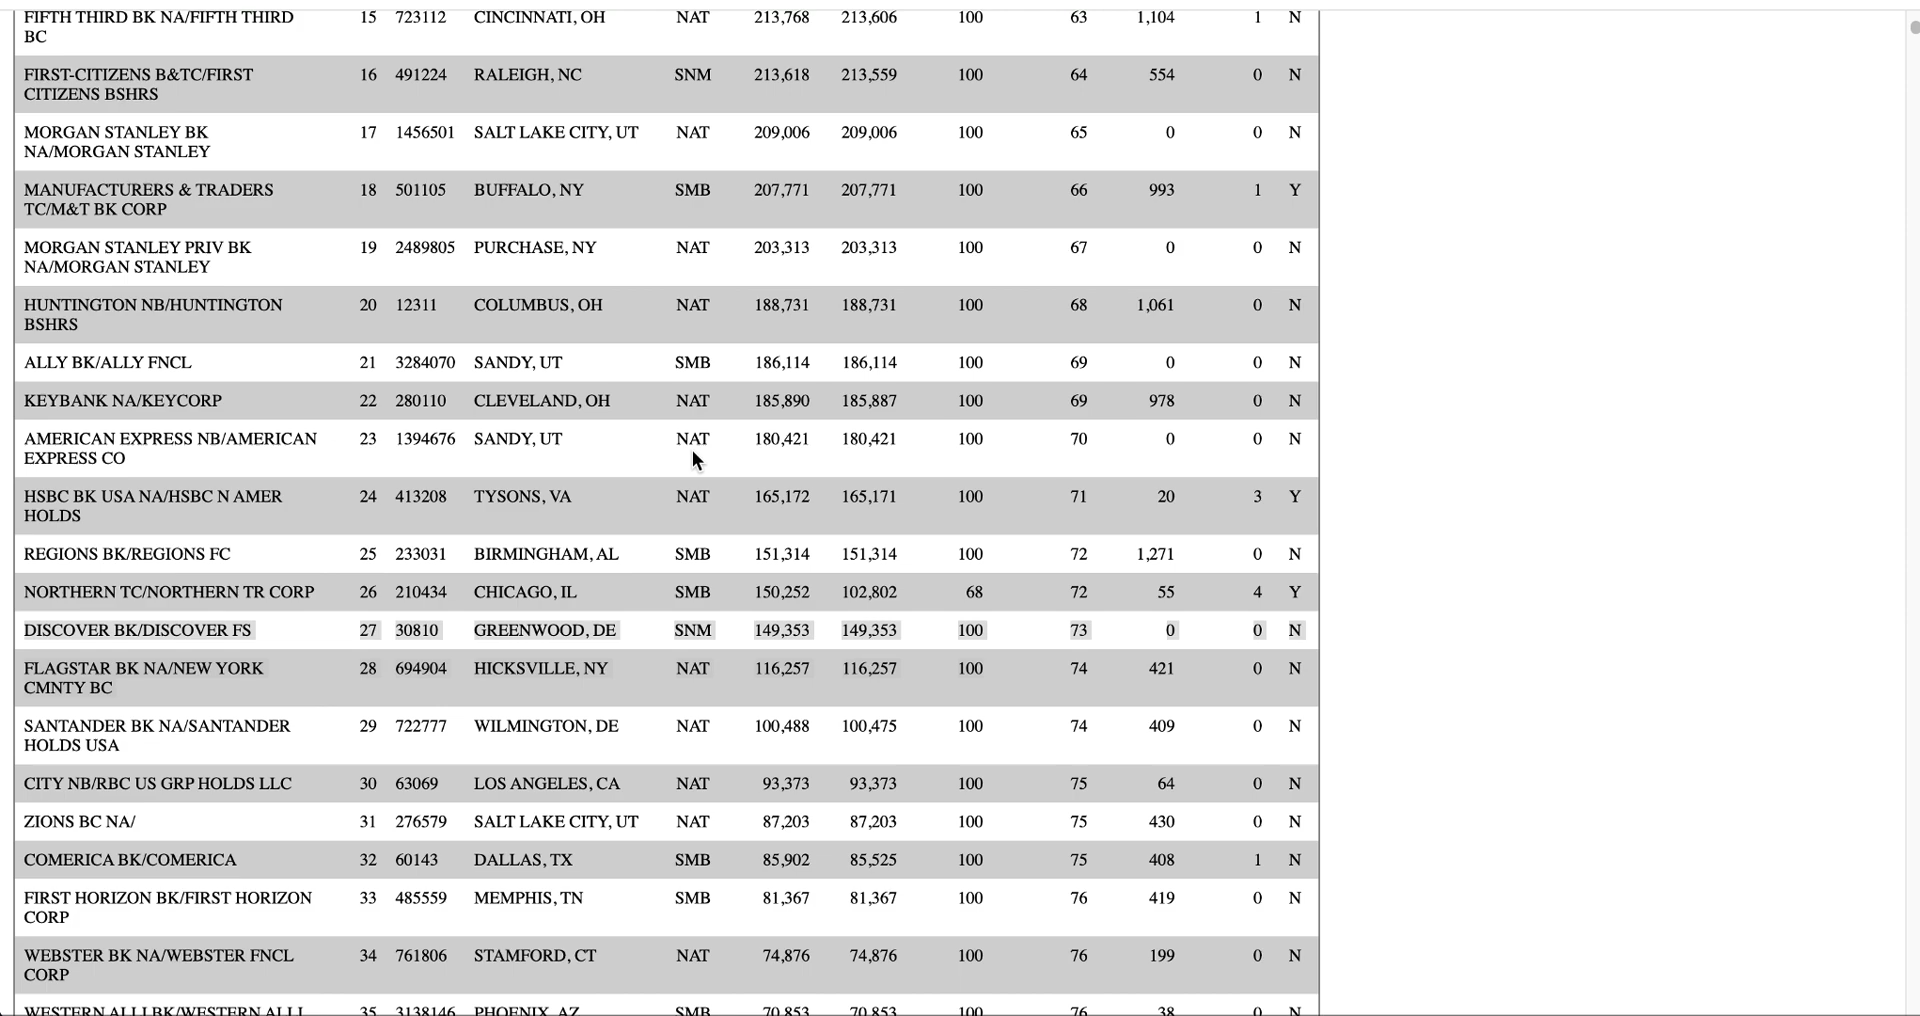 FIFTH THIRD BK NA/FIFTH THIRD 15 723112 CINCINNATI, OH NAT 213,768 213,606 100 63 1,104 1 N
BC
FIRST-CITIZENS B&TC/FIRST 16 491224 RALEIGH, NC SNM 213,618 213,559 100 64 554 0 N
CITIZENS BSHRS
MORGAN STANLEY BK 17 1456501 SALT LAKE CITY, UT NAT 209,006 209,006 100 65 0 0 N
NA/MORGAN STANLEY
MANUFACTURERS & TRADERS 18 501105 BUFFALO, NY SMB 207,771 207,771 100 66 993 1 Y
TC/M&T BK CORP
MORGAN STANLEY PRIV BK 19 2489805 PURCHASE, NY NAT 203,313 203,313 100 67 0 0 N
NA/MORGAN STANLEY
HUNTINGTON NB/HUNTINGTON 20 12311 COLUMBUS, OH NAT 188,731 188,731 100 68 1,061 0 N
BSHRS
ALLY BK/ALLY FNCL 21 3284070 SANDY, UT SMB 186,114 186,114 100 69 0 0 N
KEYBANK NA/KEYCORP 22 280110 CLEVELAND, OH NAT 185,890 185,887 100 69 978 0 N
AMERICAN EXPRESS NB/AMERICAN 23 1394676 SANDY, UT NAT 180,421 180,421 100 70 0 0 N
EXPRESS CO
HSBC BK USA NA/HSBC N AMER 24 413208 TYSONS, VA NAT 165,172 165,171 100 71 20 3 Y
HOLDS
REGIONS BK/REGIONS FC 25 233031 BIRMINGHAM, AL SMB 151,314 151,314 100 72 1,271 0 N
NORTHERN TC/NORTHERN TR CORP 26 210434 CHICAGO, IL SMB 150,252 102,802 68 72 55 4 Y
DISCOVER BK/DISCOVER FS 27 30810 GREENWOOD, DE SNM 149,353 149,353 100 73 0 0 N
FLAGSTAR BK NA/NEW YORK 28 694904 HICKSVILLE, NY NAT 116,257 116,257 100 74 421 0 N
CMNTY BC
SANTANDER BK NA/SANTANDER 29 722777 WILMINGTON, DE NAT 100,488 100,475 100 74 409 0 N
HOLDS USA
CITY NB/RBC US GRP HOLDS LLC 30 63069 LOS ANGELES, CA NAT 93,373 93,373 100 75 64 0 N
ZIONS BC NA/ 31 276579 SALT LAKE CITY, UT NAT 87,203 87,203 100 75 430 0 N
COMERICA BK/COMERICA 32 60143 DALLAS, TX SMB 85,902 85,525 100 75 408 1 N
FIRST HORIZON BK/FIRST HORIZON 33 485559 MEMPHIS, TN SMB 81,367 81,367 100 76 419 0 N
CORP
WEBSTER BK NA/WEBSTER FNCL 34 761806 STAMFORD, CT NAT 74,876 74,876 100 76 199 0 N
CORP
WESTERN ALLI BK/WESTERN ALLI 35 3138146 PHOENIX, AZ SMB 70,853 70,853 100 76 38 0 N